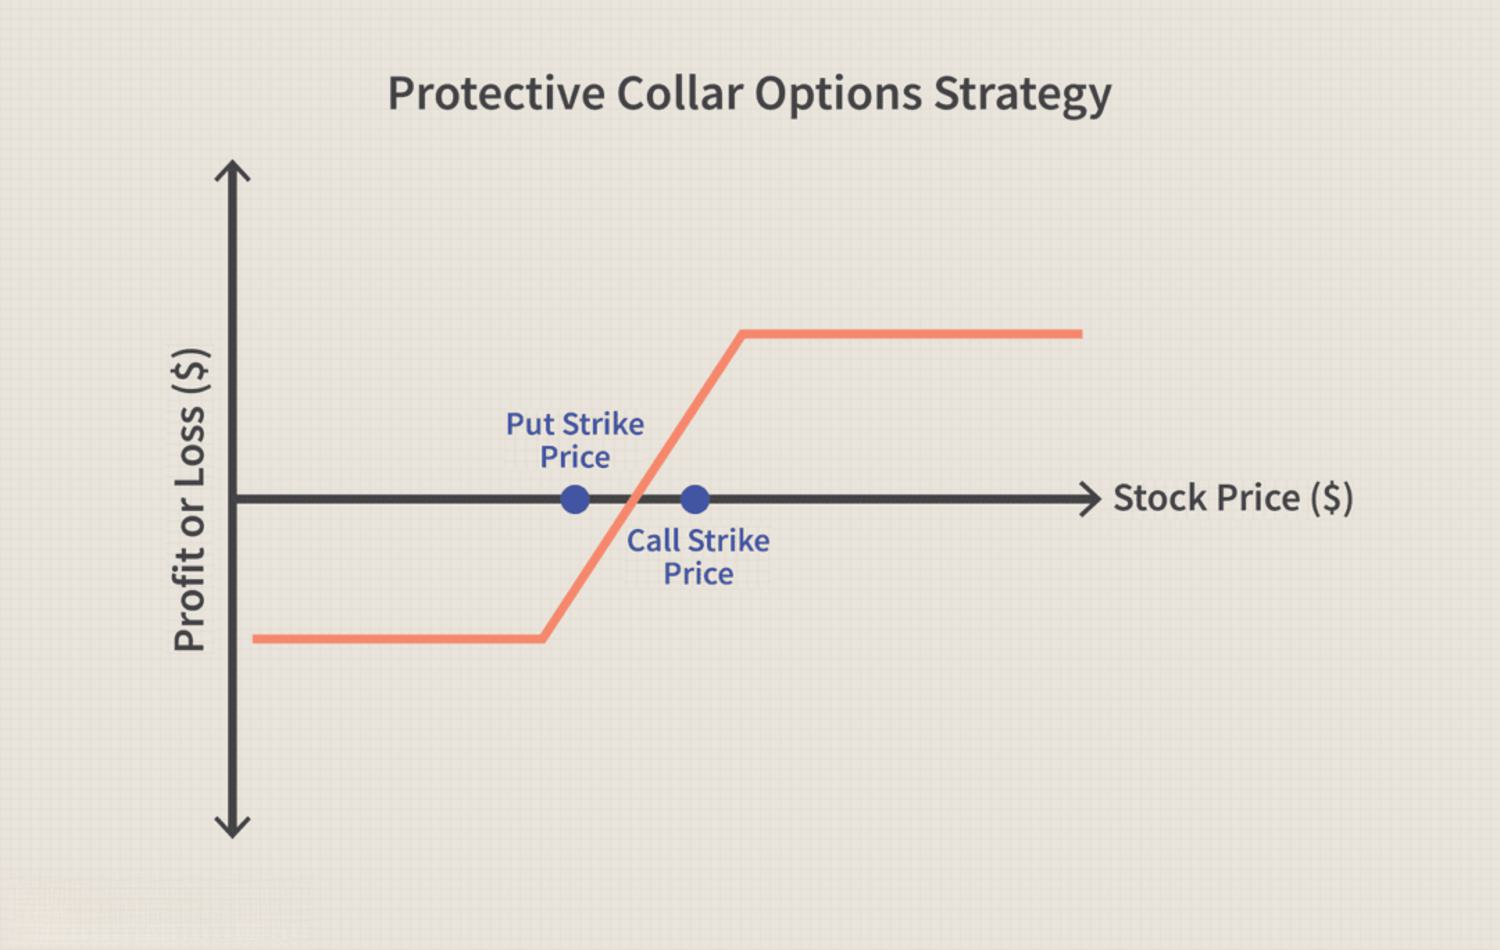 Protective Collar Options Strategy
Profit or Loss ($)
Put Strike
Price
Stock Price ($)
Call Strike
Price